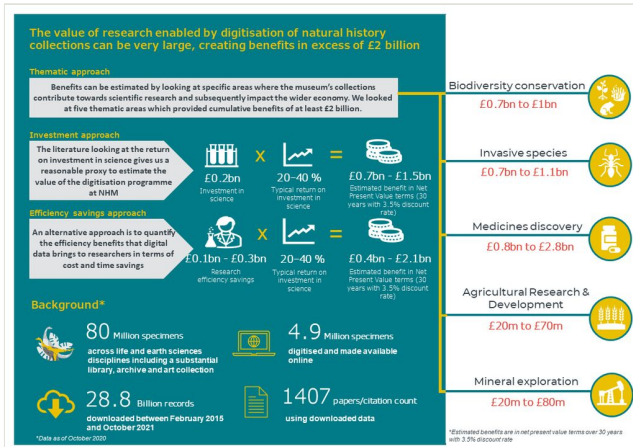 The value of research enabled by digitisation of natural history
collections can be very large, creating benefits in excess of £2 billion
Thematic approach
Benefits can be estimated by looking at specific areas where the museum's collections
contribute towards scientific research and subsequently impact the wider economy. We looked
at five thematic areas which provided cumulative benefits of at least £2 billion.
Investment approach
The literature looking at the return
on investment in science gives us a
reasonable proxy to estimate the
value of the digitisation programme
at NHM
£0.2bn
Investment in
science
X
20–40 %
Typical return on
investment in
science
=
£0.7bn - £1.5bn
Estimated benefit in Net
Present Value terms (30
years with 3.5% discount
rate)
Efficiency savings approach
An alternative approach is to quantify
the efficiency benefits that digital
data brings to researchers in terms of
cost and time savings
£0.1bn - £0.3bn
Research
efficiency savings
X
20–40 %
Typical return on
investment in
science
=
£0.4bn - £2.1bn
Estimated benefit in Net
Present Value terms (30
years with 3.5% discount
rate)
Background*
80 Million specimens
across life and earth sciences
disciplines including a substantial
library, archive and art collection
4.9 Million specimens
digitised and made available
online
28.8 Billion records
downloaded between February 2015
and October 2021
1407 papers/citation count
using downloaded data
*Data as of October 2020
Biodiversity conservation
£0.7bn to £1bn
Invasive species
£0.7bn to £1.1bn
Medicines discovery
£0.8bn to £2.8bn
Agricultural Research &
Development
£20m to £70m
Mineral exploration
£20m to £80m
*Estimated benefits are in net present value terms over 30 years
with 3.5% discount rate